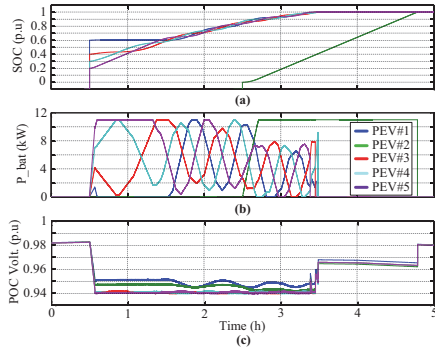 SOC (p.u)
1.0
0.8
0.6
0.4
0.2
0
(a)
P_bat (kW)
12
8
4
0
PEV#1
PEV#2
PEV#3
PEV#4
PEV#5
(b)
POC Volt. (p.u)
1
0.98
0.96
0.94
0 1 2 3 4 5
Time (h)
(c)